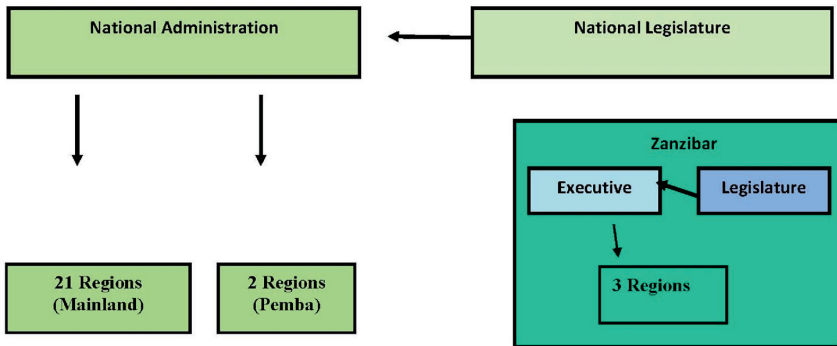 National Administration
National Legislature
Zanzibar
Executive
Legislature
21 Regions
(Mainland)
2 Regions
(Pemba)
3 Regions